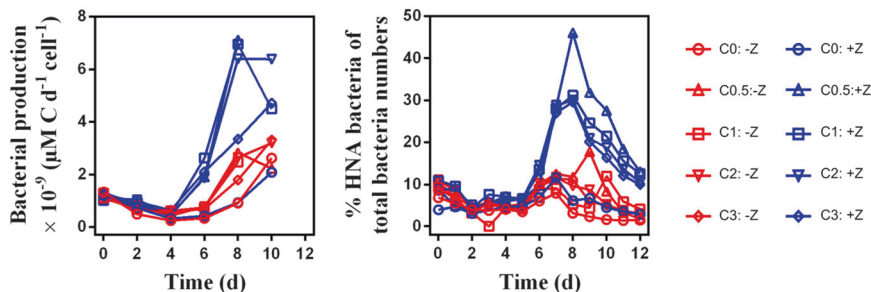 Bacterial production
× 10⁻⁹ (μM C d⁻¹ cell⁻¹)
8
6
4
2
0
0 2 4 6 8 10 12
Time (d)
% HNA bacteria of
total bacteria numbers
50
40
30
20
10
0
0 2 4 6 8 10 12
Time (d)
C0: -Z C0: +Z
C0.5:-Z C0.5:+Z
C1: -Z C1: +Z
C2: -Z C2: +Z
C3: -Z C3: +Z